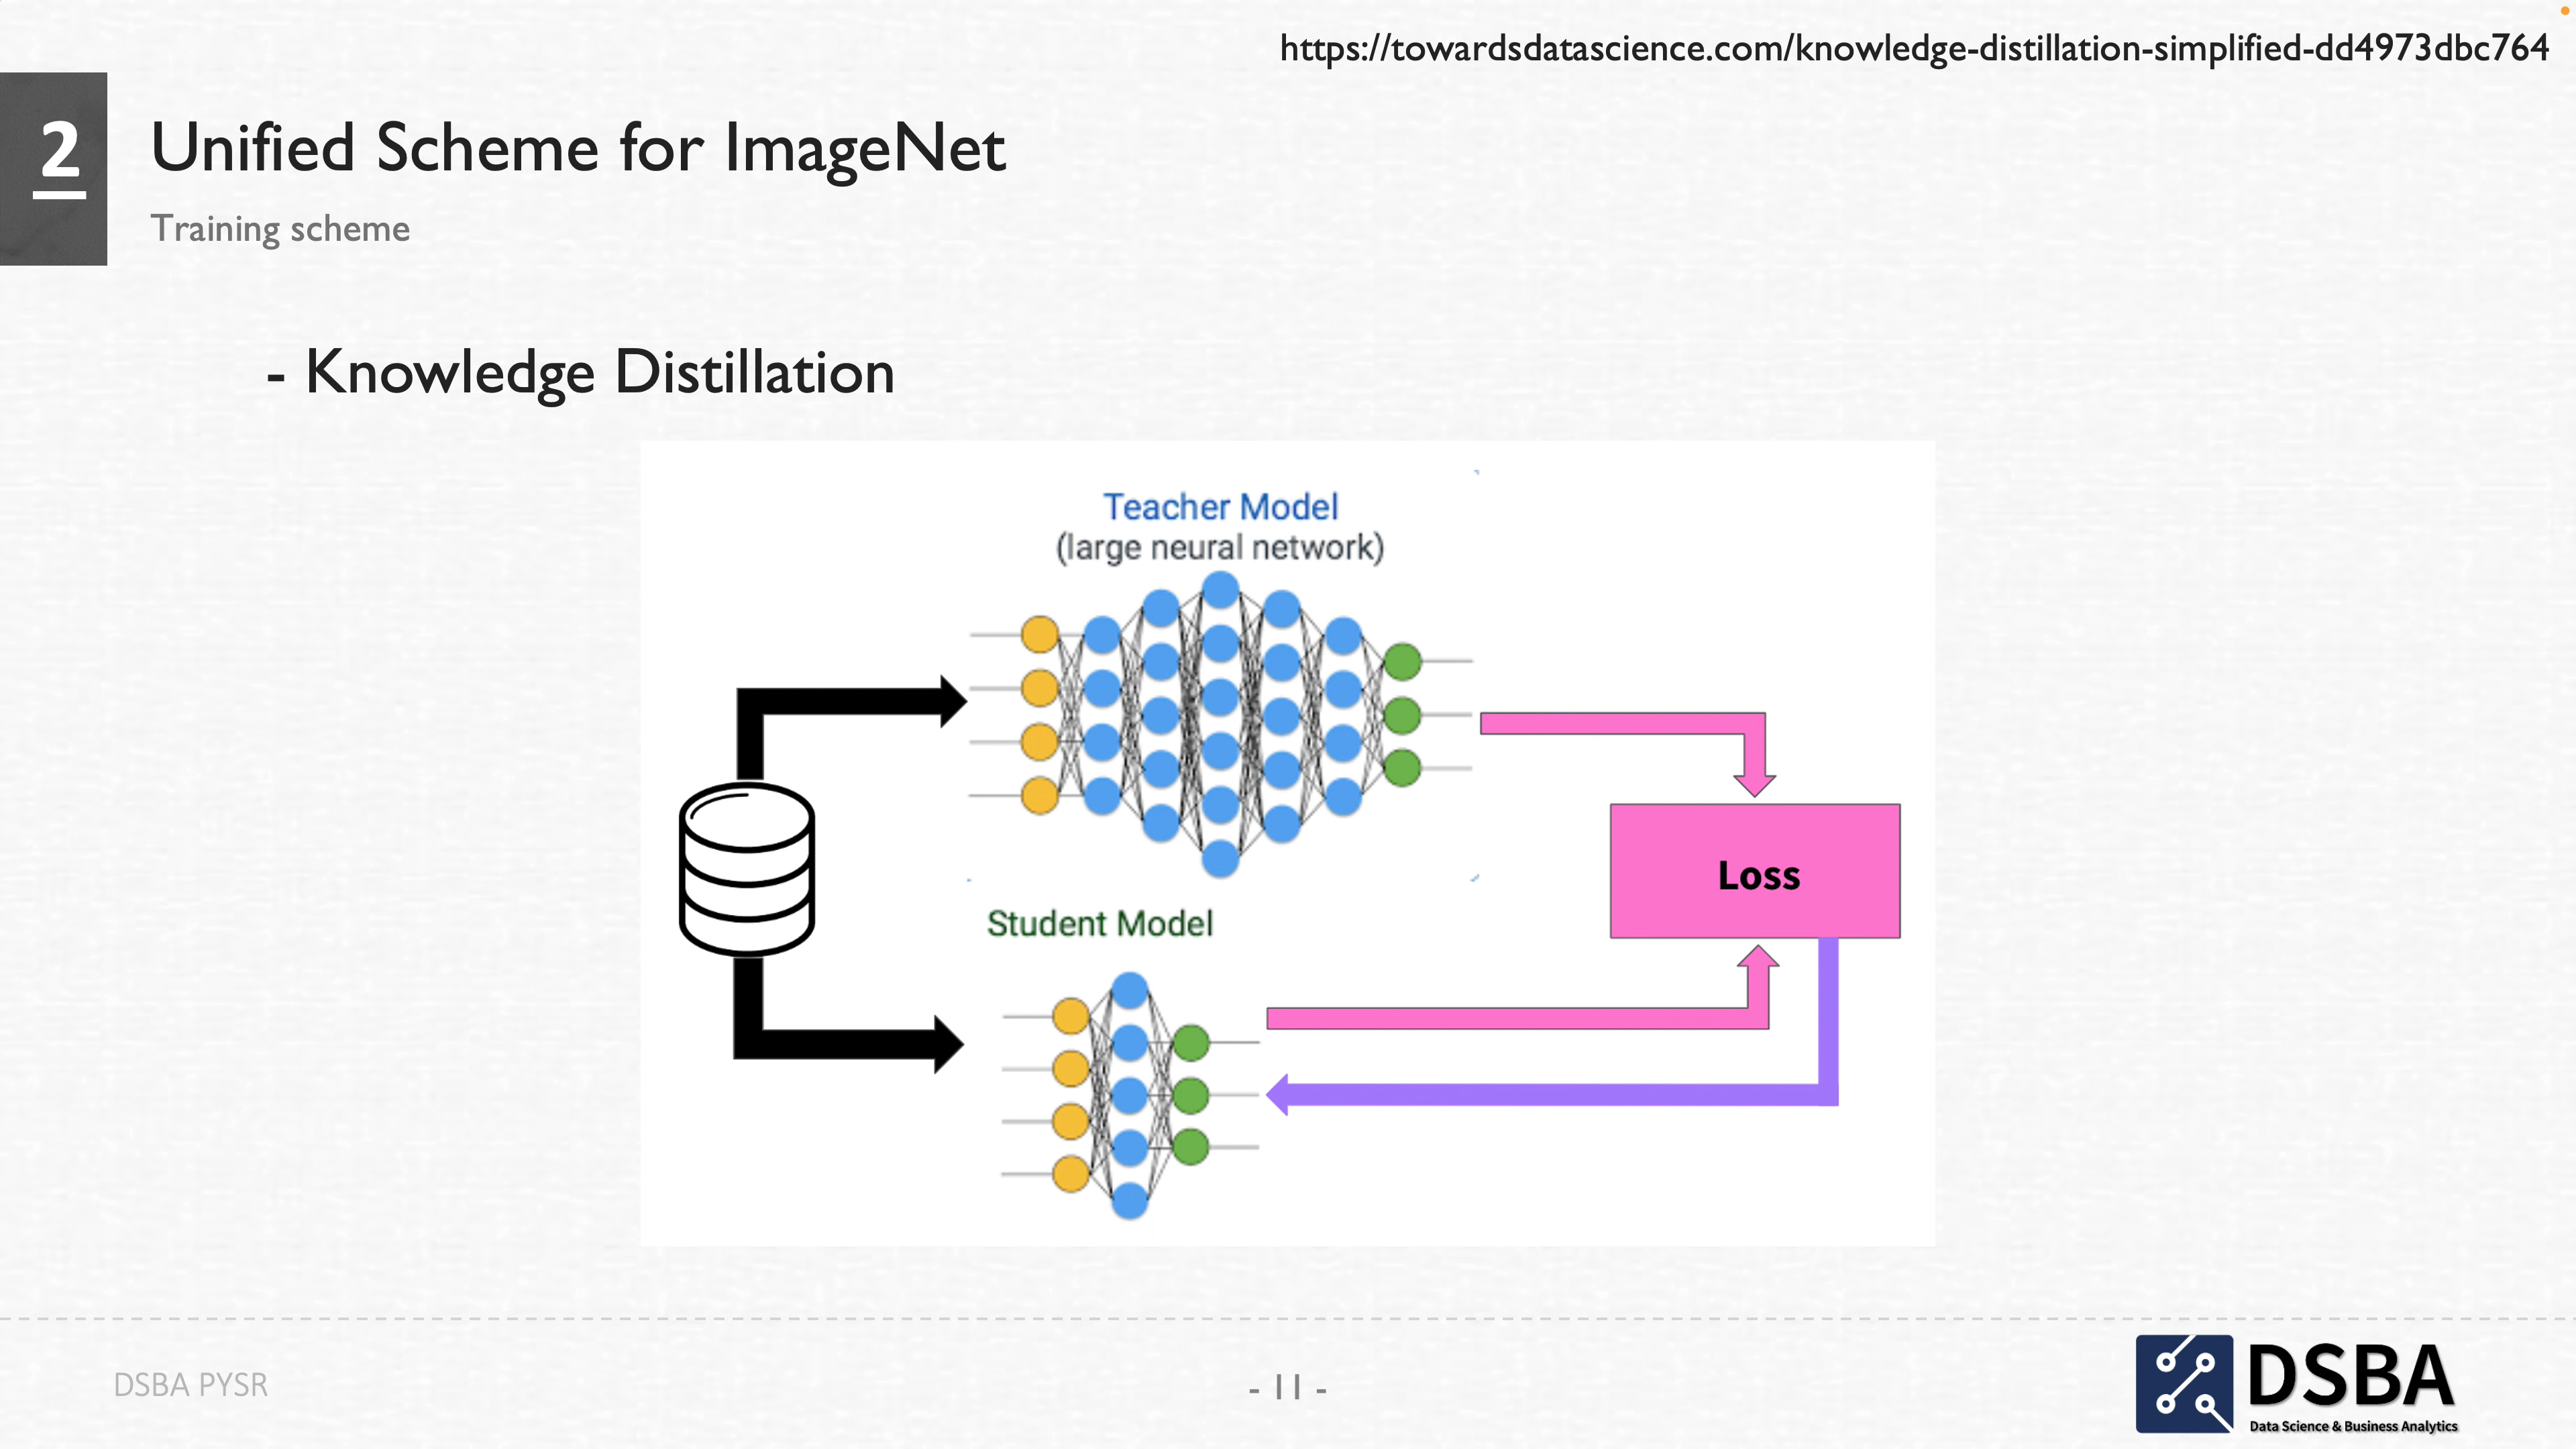 https://towardsdatascience.com/knowledge-distillation-simplified-dd4973dbc764
2
Unified Scheme for ImageNet
Training scheme
- Knowledge Distillation
Teacher Model
(large neural network)
Loss
Student Model
DSBA PYSR
- 11 -
DSBA
Data Science & Business Analytics